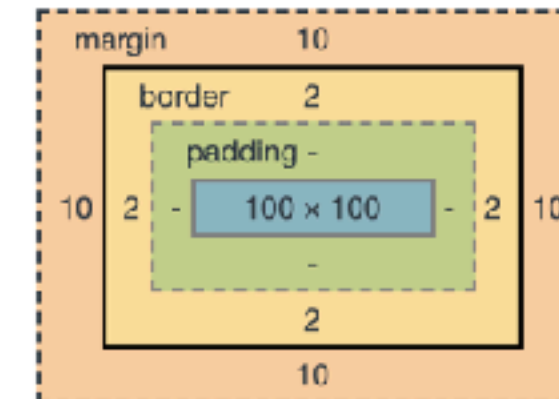 margin 10
border 2
padding -
10 2 - 100 × 100 - 2 10
-
2
10